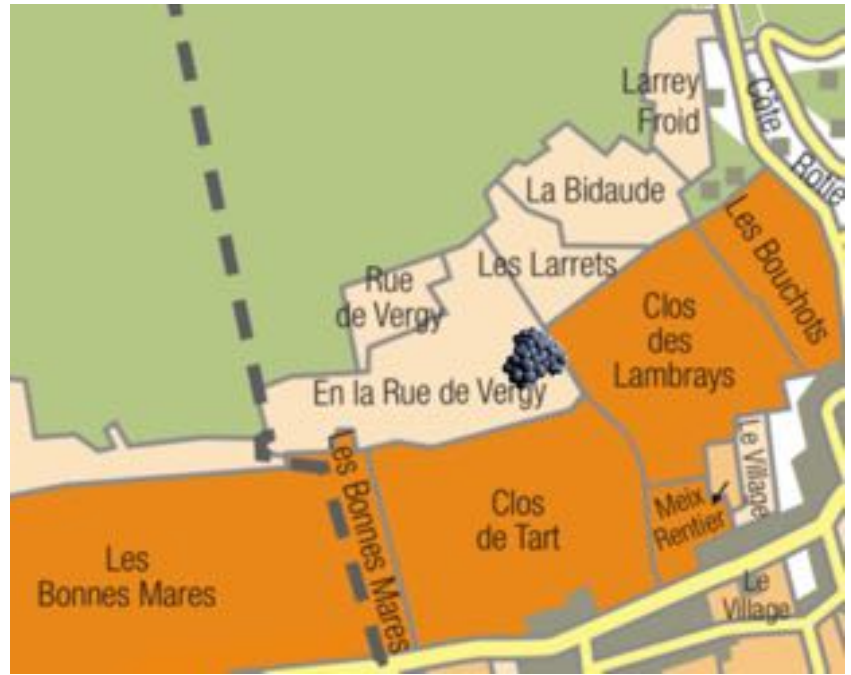 Larrey
Froid
Côte
Rotie
La Bidaude
Les Bouchots
Les Larrets
Rue
de Vergy
Clos
des
Lambrays
En la Rue de Vergy
Les Bonnes Mares
Le Village
Clos
de Tart
Meix
Rentier
Les
Bonnes Mares
Le
Village